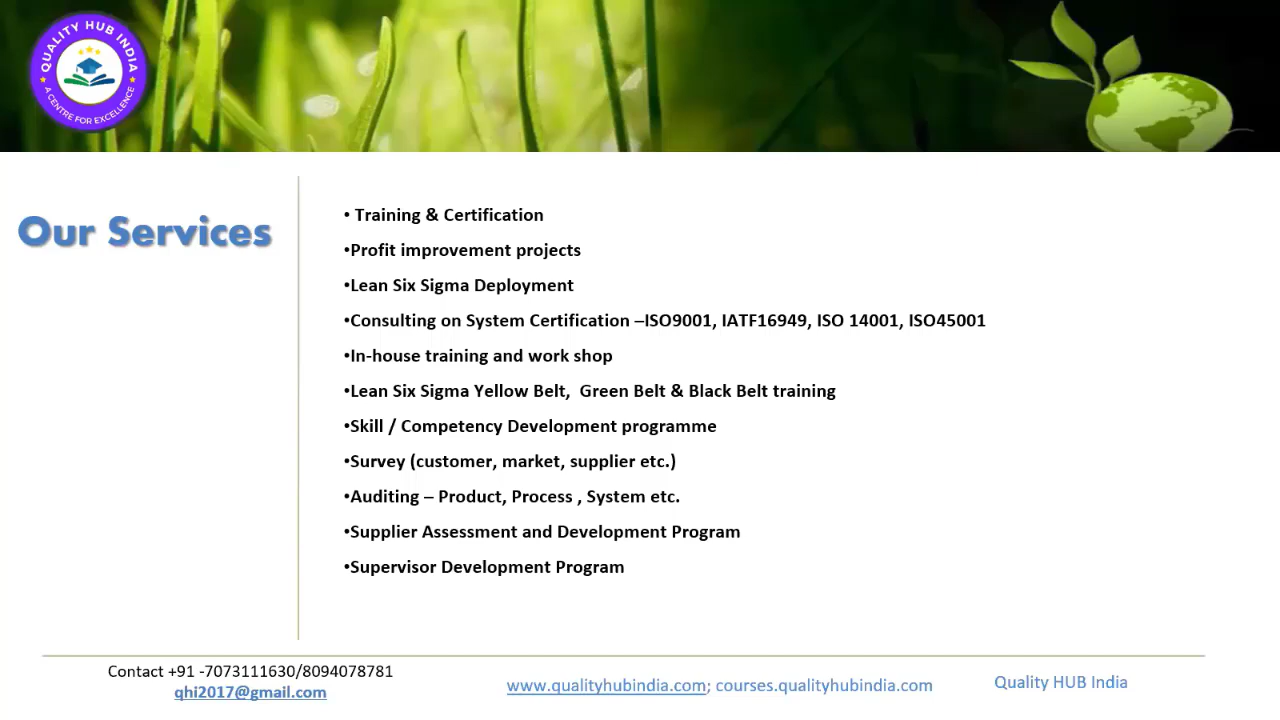 QUALITY HUB INDIA
A CENTRE FOR EXCELLENCE
Our Services
• Training & Certification
•Profit improvement projects
•Lean Six Sigma Deployment
•Consulting on System Certification –ISO9001, IATF16949, ISO 14001, ISO45001
•In-house training and work shop
•Lean Six Sigma Yellow Belt,  Green Belt & Black Belt training
•Skill / Competency Development programme
•Survey (customer, market, supplier etc.)
•Auditing – Product, Process , System etc.
•Supplier Assessment and Development Program
•Supervisor Development Program
Contact +91 -7073111630/8094078781
qhi2017@gmail.com
www.qualityhubindia.com; courses.qualityhubindia.com
Quality HUB India